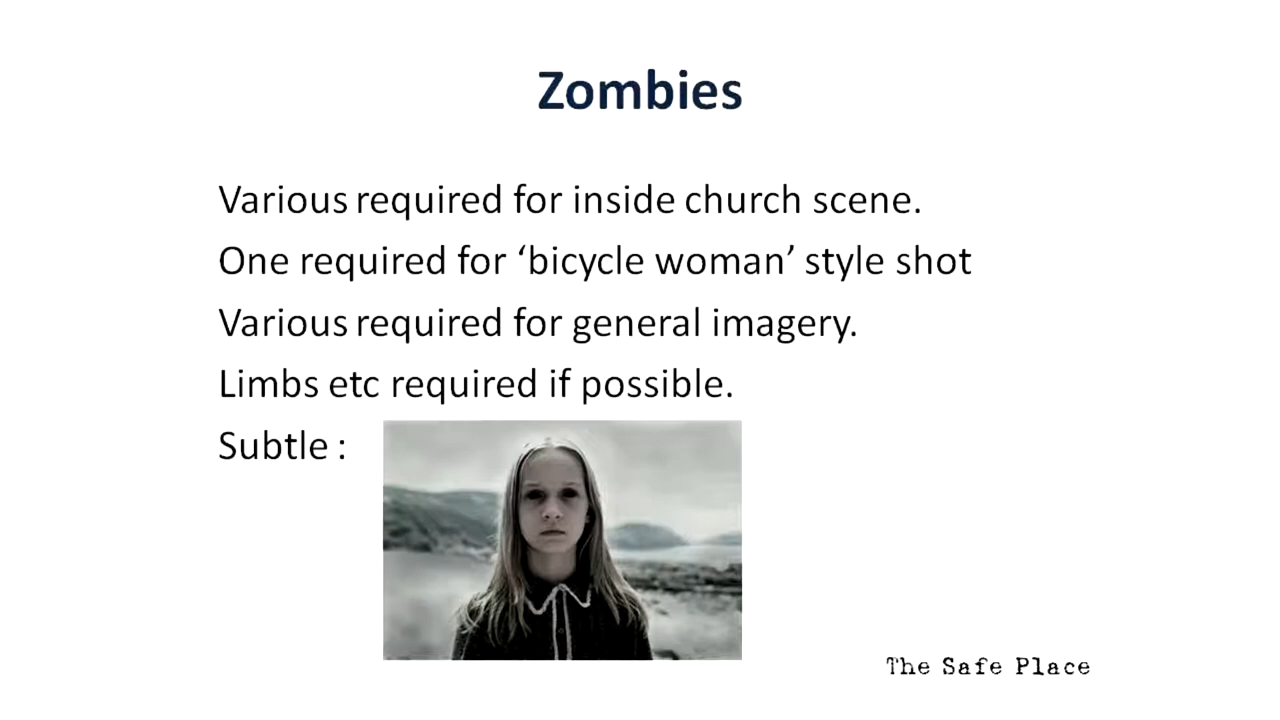 Zombies
Various required for inside church scene.
One required for ‘bicycle woman’ style shot
Various required for general imagery.
Limbs etc required if possible.
Subtle :
The Safe Place